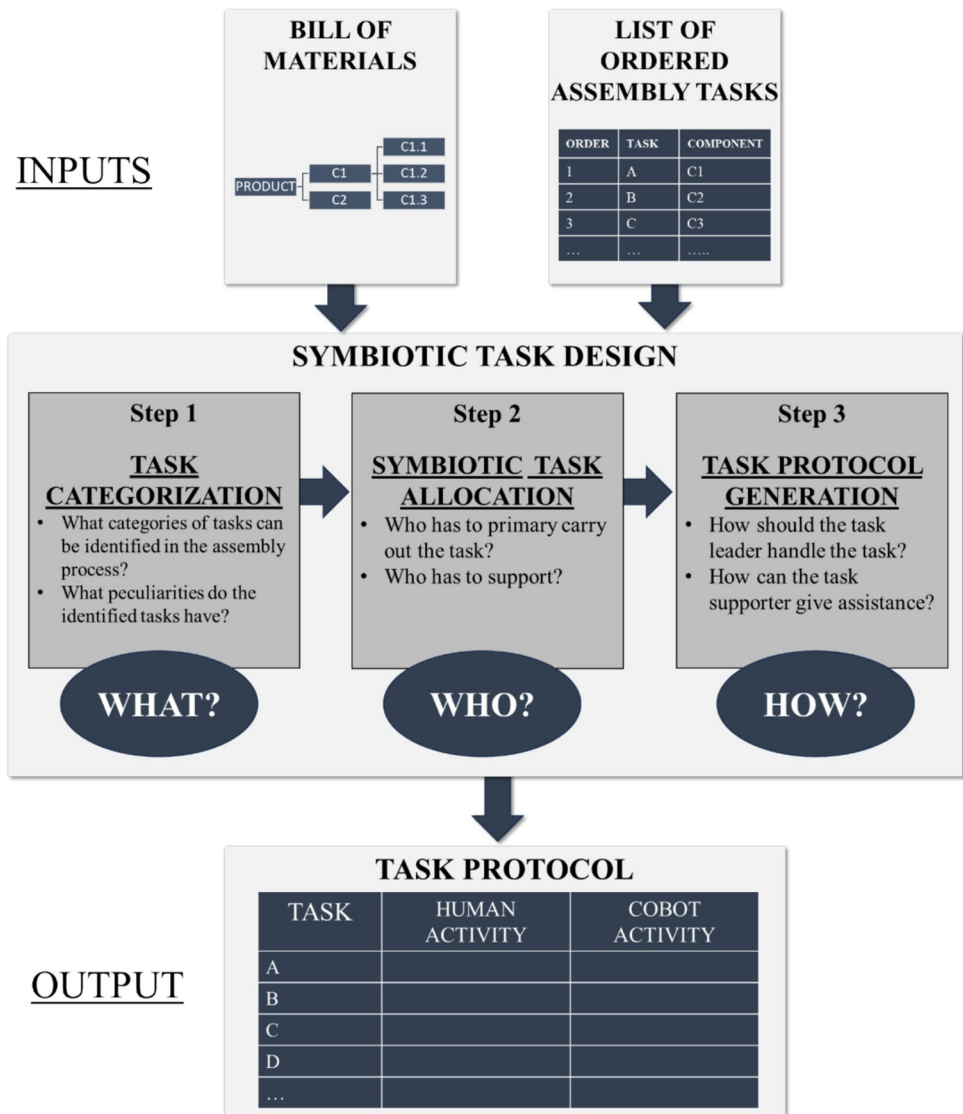 BILL OF
MATERIALS
PRODUCT
C1
C2
C1.1
C1.2
C1.3
LIST OF
ORDERED
ASSEMBLY TASKS
ORDER TASK COMPONENT
1 A C1
2 B C2
3 C C3
... ... .....
INPUTS
SYMBIOTIC TASK DESIGN
Step 1
TASK
CATEGORIZATION
• What categories of tasks can
be identified in the assembly
process?
• What peculiarities do the
identified tasks have?
WHAT?
Step 2
SYMBIOTIC TASK
ALLOCATION
• Who has to primary carry
out the task?
• Who has to support?
WHO?
Step 3
TASK PROTOCOL
GENERATION
• How should the task
leader handle the task?
• How can the task
supporter give assistance?
HOW?
OUTPUT
TASK PROTOCOL
TASK HUMAN ACTIVITY COBOT ACTIVITY
A
B
C
D
...